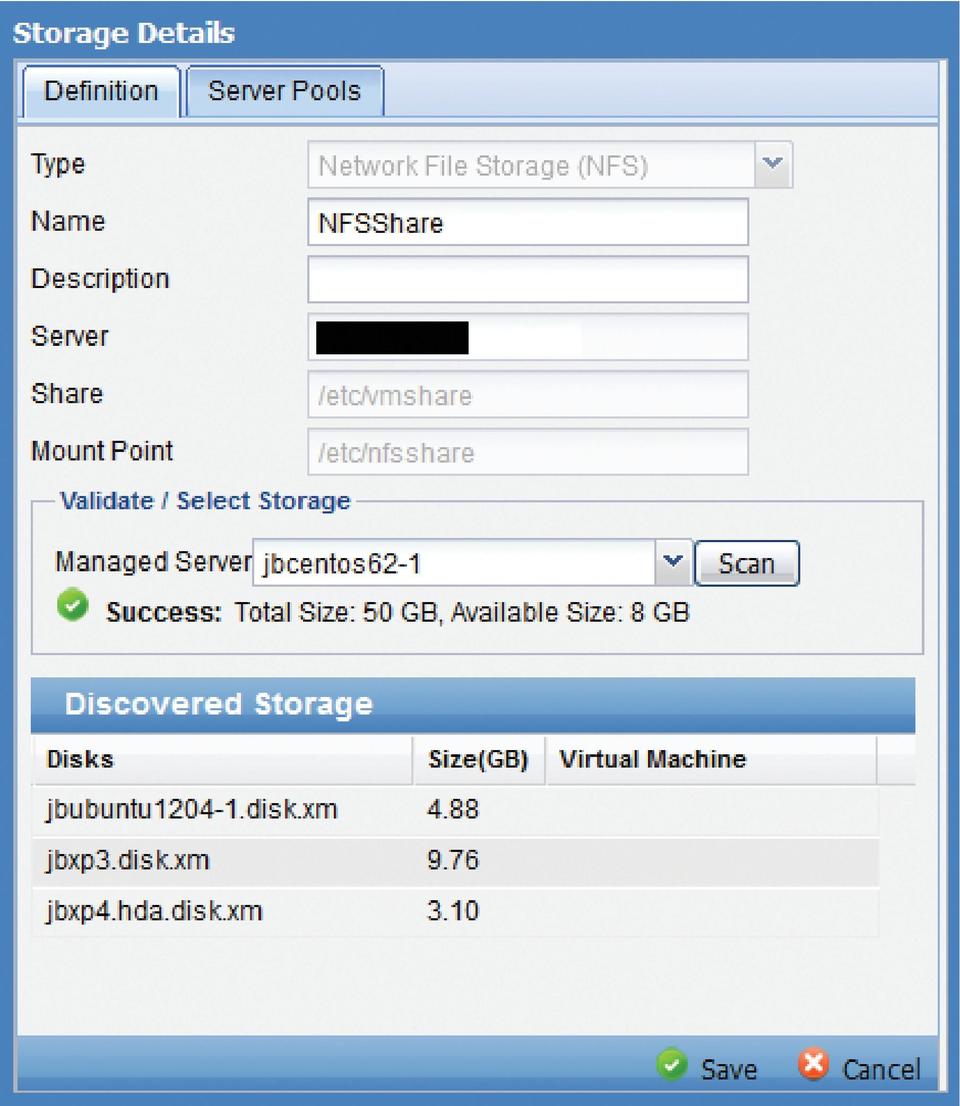 Storage Details
Definition Server Pools
Type Network File Storage (NFS)
Name NFSShare
Description
Server
Share /etc/vmshare
Mount Point /etc/nfsshare
Validate / Select Storage
Managed Server jbcentos62-1 Scan
Success: Total Size: 50 GB, Available Size: 8 GB
Discovered Storage
Disks Size(GB) Virtual Machine
jbubuntu1204-1.disk.xm 4.88
jbxp3.disk.xm 9.76
jbxp4.hda.disk.xm 3.10
Save Cancel